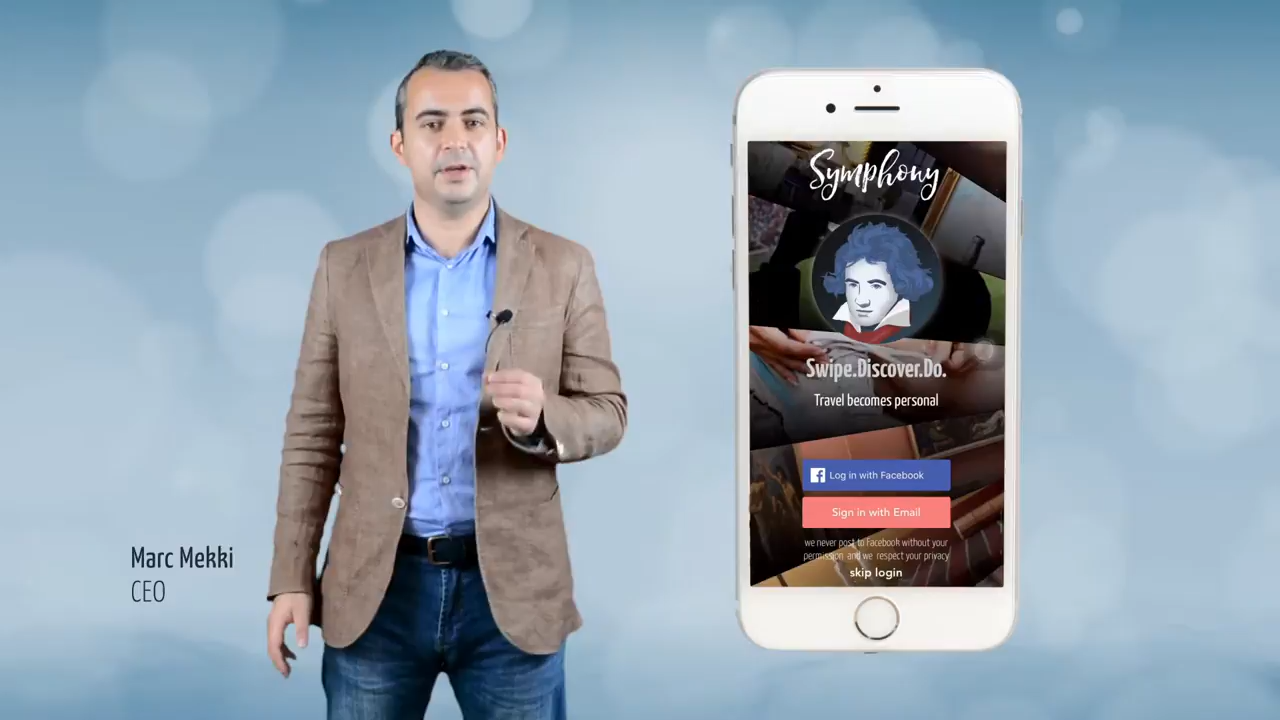 Marc Mekki
CEO
Symphony
Swipe.Discover.Do.
Travel becomes personal
Log in with Facebook
Sign in with Email
we never post to Facebook without your
permission and we respect your privacy
skip login